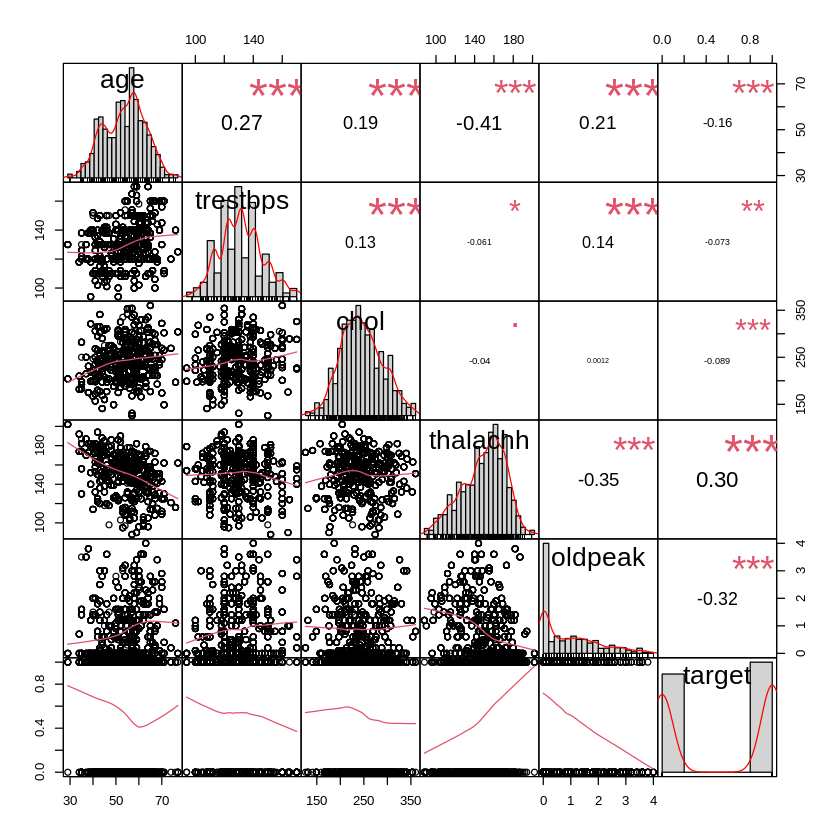 100 140
100 140 180
0.0 0.4 0.8
age *** *** *** *** ***
0.27 0.19 -0.41 0.21 -0.16
30 50 70
trestbps *** * *** **
0.13 -0.061 0.14 -0.073
100 140
chol . ***
-0.04 0.0012 -0.089
150 250 350
thalachh *** ***
-0.35 0.30
100 140 180
oldpeak ***
-0.32
0 1 2 3 4
target
0.0 0.4 0.8
30 50 70
150 250 350
0 1 2 3 4